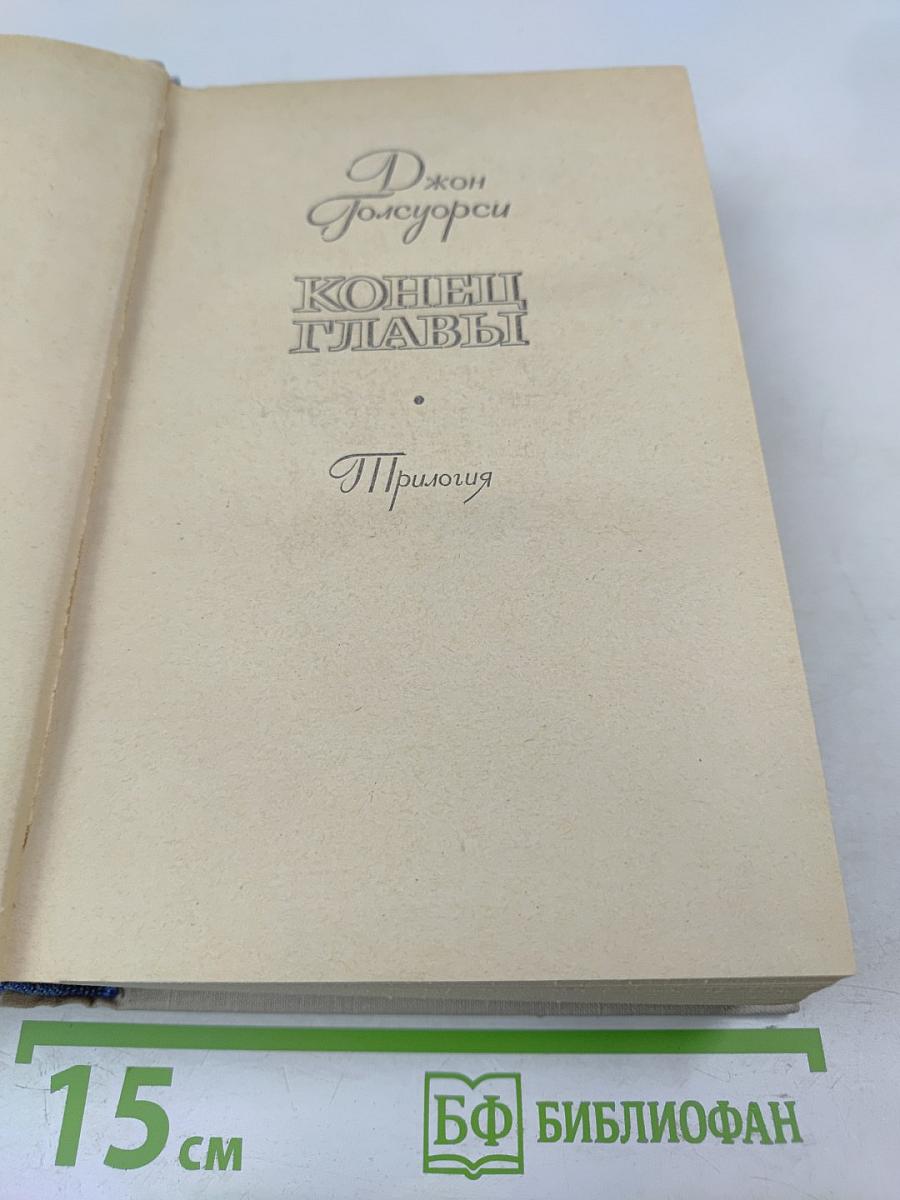 Джон
Голсуорси
КОНЕЦ
ГЛАВЫ
Трилогия
15 см
БФ БИБЛИОФАН